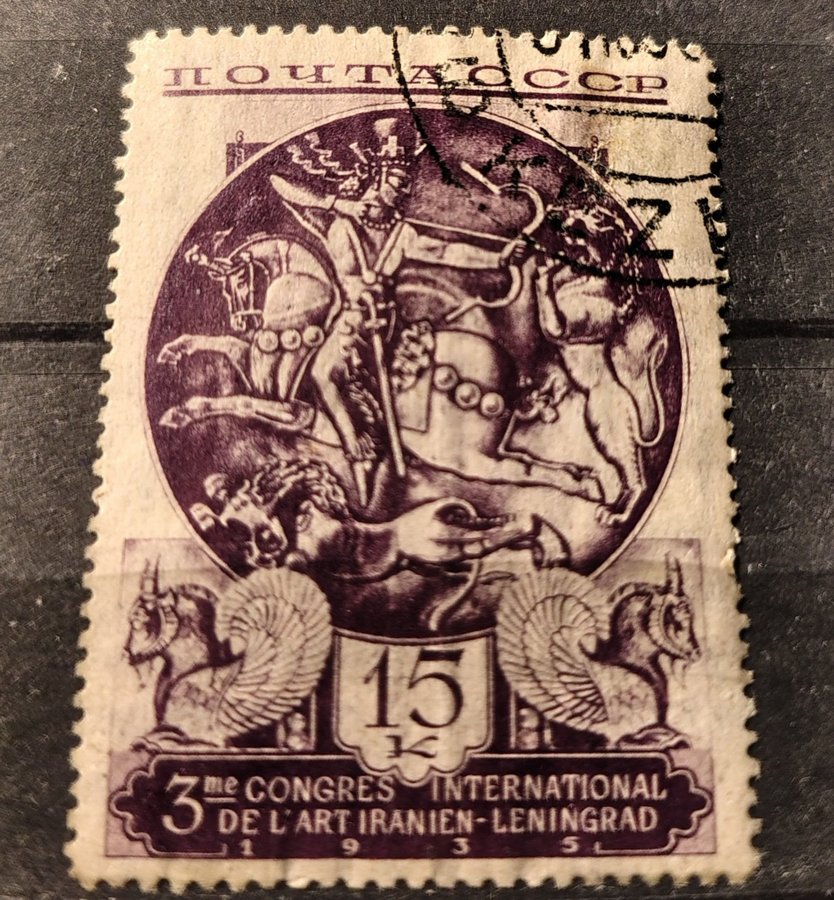 ПОЧТА СССР
15
К
3me CONGRES INTERNATIONAL
DE L'ART IRANIEN-LENINGRAD
1935